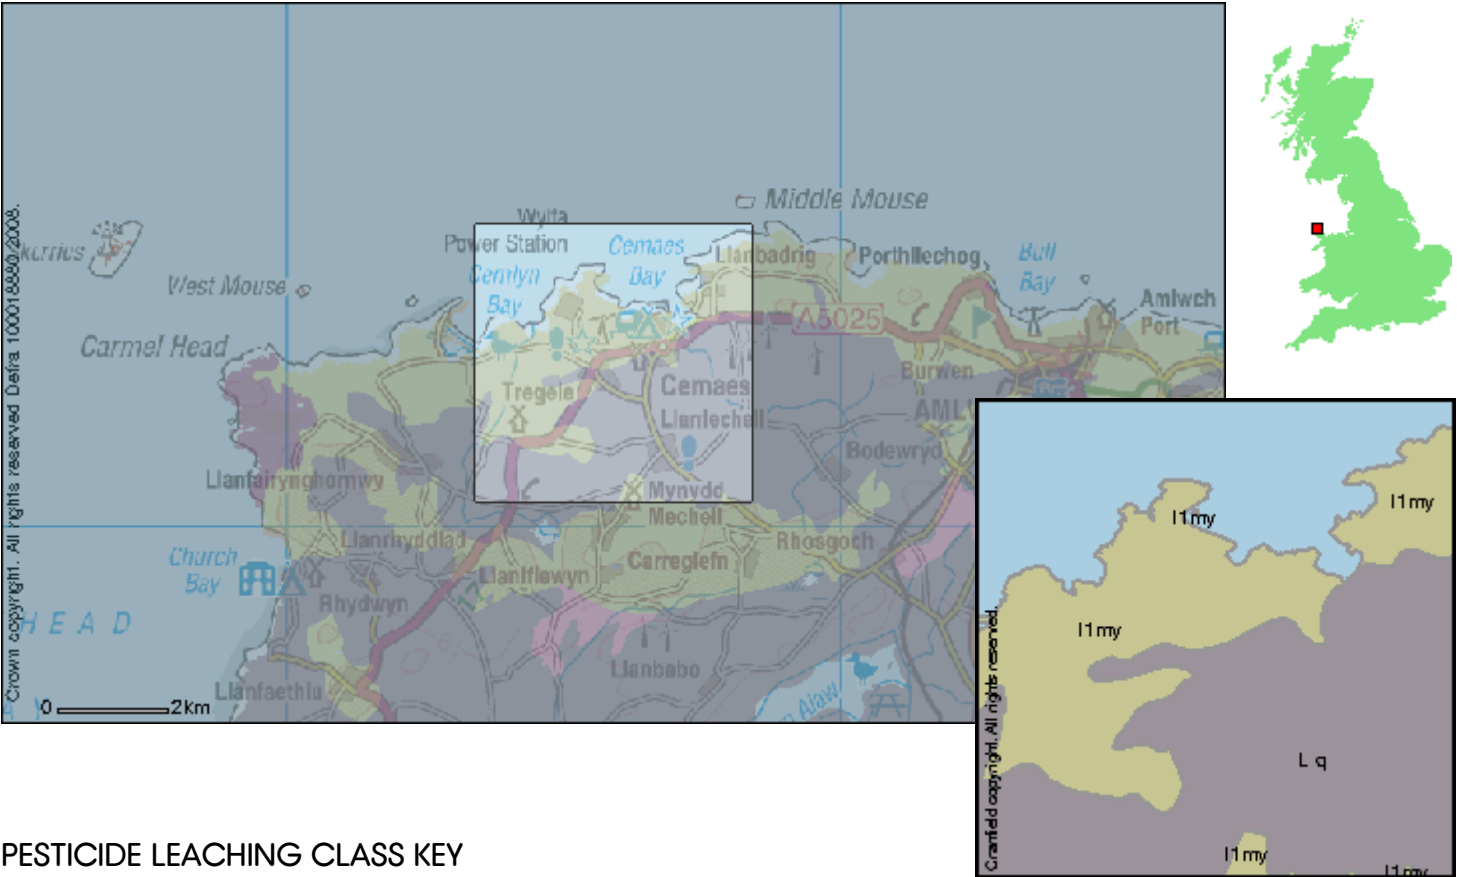 Middle Mouse
Wylfa
Power Station
Cemaes
Bay
Llanbadrig
Porthllechog
Bull
Bay
Cemlyn
Bay
West Mouse
Amlwch
Port
A5025
Carmel Head
Burwen
Tregele
Cemaes
Llanfechell
AML
Bodewryd
Llanfairynghornwy
Mynydd
Mechell
Llanrhyddlad
Rhosgoch
Carreglefn
Church
Bay
Llanfflewyn
Rhydwyn
HEAD
Llanbabo
Llanfaethlu
Alaw
0 2km
Crown copyright. All rights reserved Defra 100018880/2008.
I1my
I1my
I1my
L q
I1my
I1my
Cranfield copyright. All rights reserved.
PESTICIDE LEACHING CLASS KEY